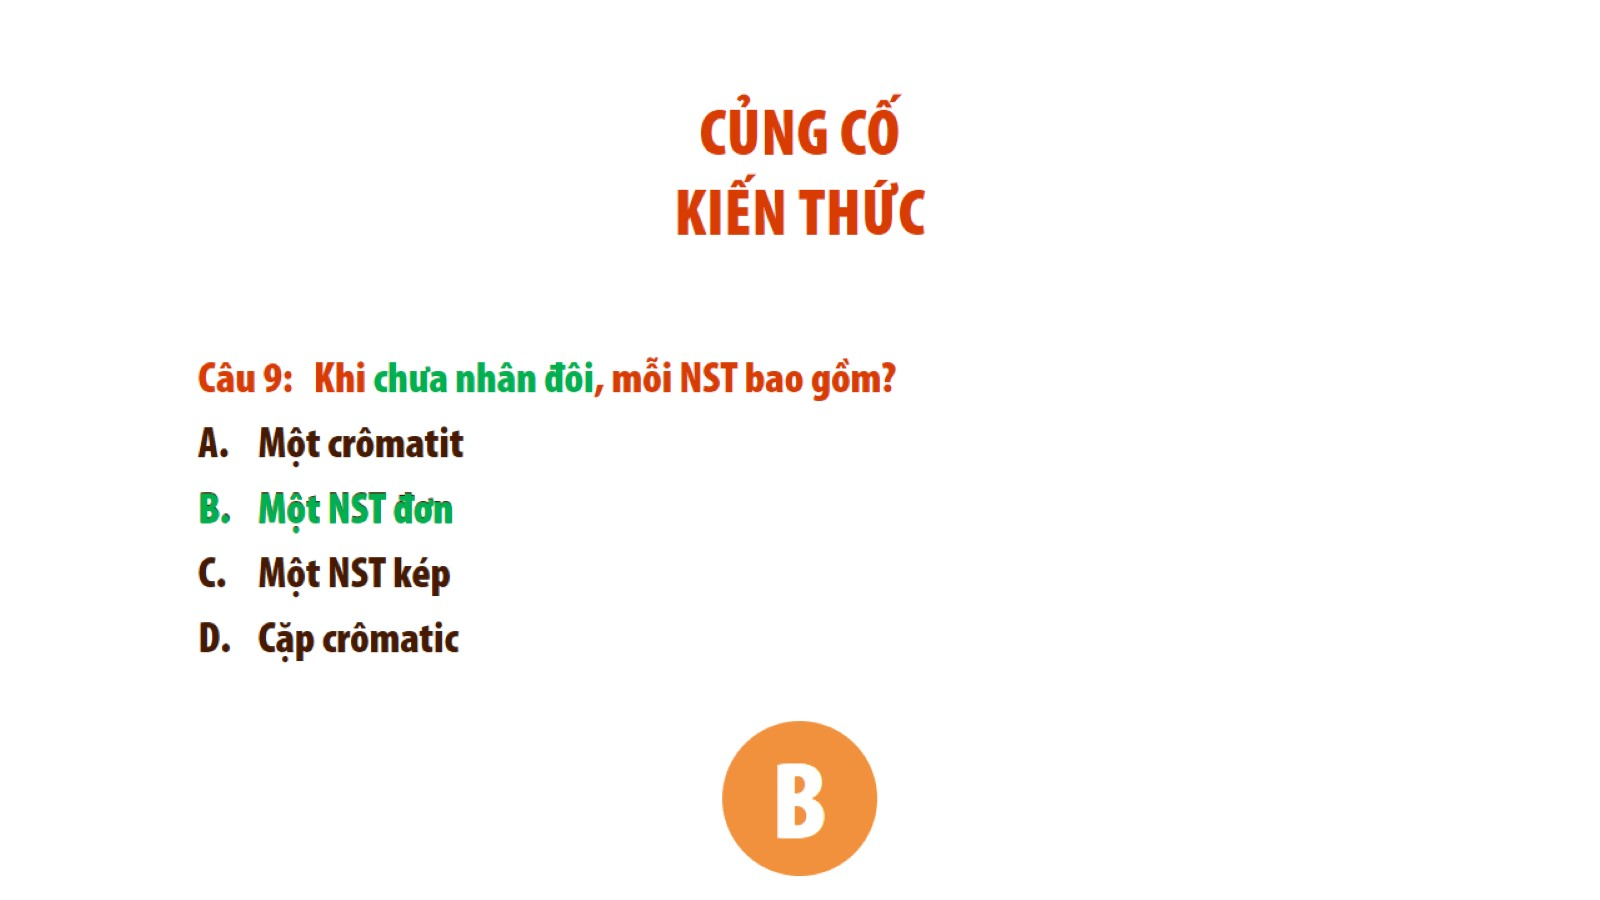 CỦNG CỐ
KIẾN THỨC
Câu 9: Khi chưa nhân đôi, mỗi NST bao gồm?
A. Một crômatit
B. Một NST đơn
C. Một NST kép
D. Cặp crômatic
B